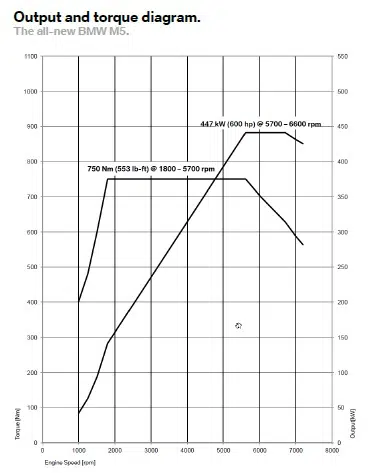 Output and torque diagram.
The all-new BMW M5.
1100 550
1000 500
447 kW (600 hp) @ 5700 – 6600 rpm
900 450
800 400
750 Nm (553 lb-ft) @ 1800 – 5700 rpm
700 350
600 300
500 250
400 200
300 150
200 100
100 50
0 0
Torque [Nm]
Output[kW]
0 1000 2000 3000 4000 5000 6000 7000 8000
Engine Speed [rpm]